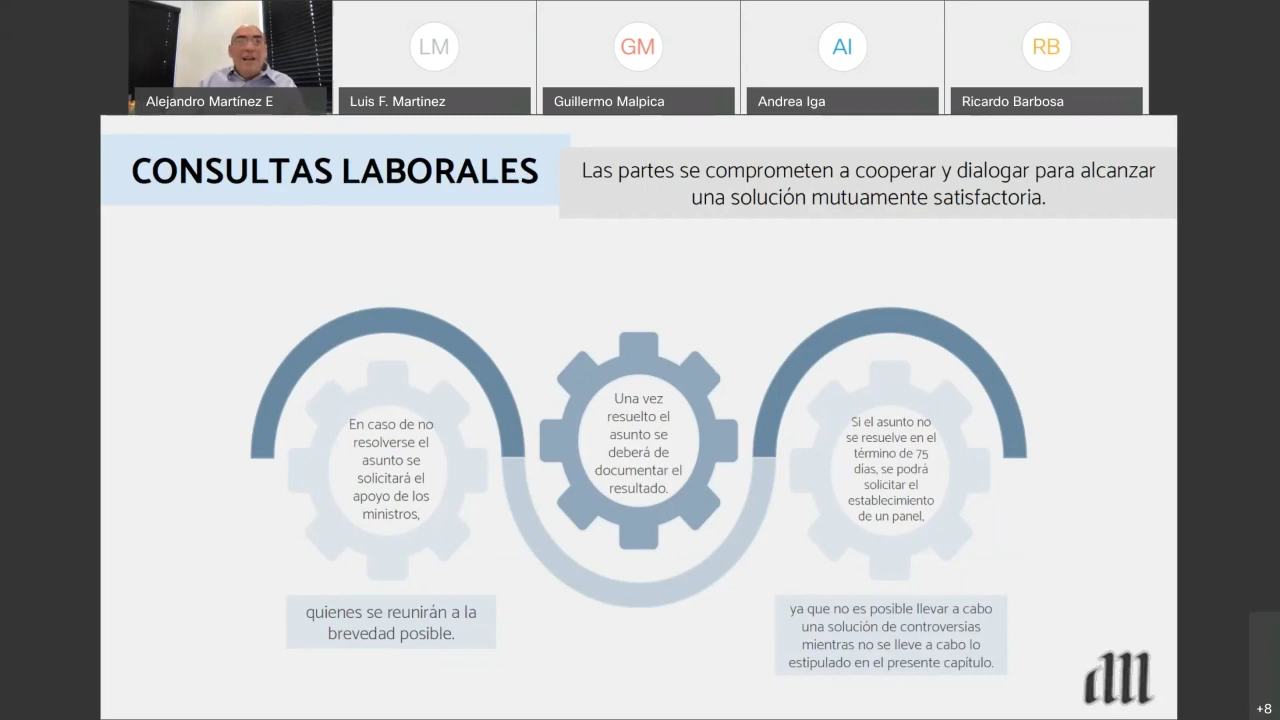 LM
GM
AI
RB
Alejandro Martínez E
Luis F. Martinez
Guillermo Malpica
Andrea Iga
Ricardo Barbosa
CONSULTAS LABORALES
Las partes se comprometen a cooperar y dialogar para alcanzar
una solución mutuamente satisfactoria.
En caso de no
resolverse el
asunto se
solicitará el
apoyo de los
ministros,
quienes se reunirán a la
brevedad posible.
Una vez
resuelto el
asunto se
deberá de
documentar el
resultado.
Si el asunto no
se resuelve en el
término de 75
días, se podrá
solicitar el
establecimiento
de un panel,
ya que no es posible llevar a cabo
una solución de controversias
mientras no se lleve a cabo lo
estipulado en el presente capítulo.
+8